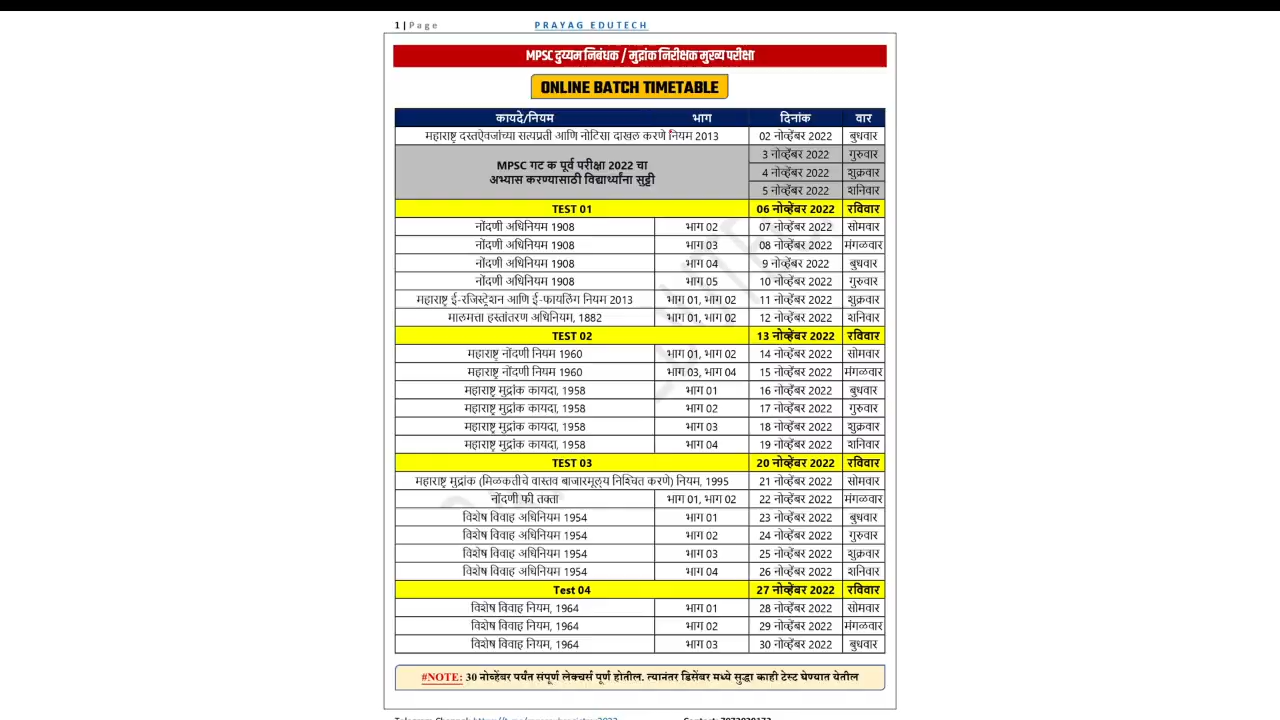 1 | Page PRAYAG EDUTECH
MPSC दुय्यम निबंधक / मुद्रांक निरीक्षक मुख्य परीक्षा
ONLINE BATCH TIMETABLE
कायदे/नियम भाग दिनांक वार
महाराष्ट्र दस्तऐवजांच्या सत्यप्रती आणि नोटिसा दाखल करणे नियम 2013 02 नोव्हेंबर 2022 बुधवार
MPSC गट क पूर्व परीक्षा 2022 चा
अभ्यास करण्यासाठी विद्यार्थ्यांना सुट्टी
3 नोव्हेंबर 2022 गुरुवार
4 नोव्हेंबर 2022 शुक्रवार
5 नोव्हेंबर 2022 शनिवार
TEST 01 06 नोव्हेंबर 2022 रविवार
नोंदणी अधिनियम 1908 भाग 02 07 नोव्हेंबर 2022 सोमवार
नोंदणी अधिनियम 1908 भाग 03 08 नोव्हेंबर 2022 मंगळवार
नोंदणी अधिनियम 1908 भाग 04 9 नोव्हेंबर 2022 बुधवार
नोंदणी अधिनियम 1908 भाग 05 10 नोव्हेंबर 2022 गुरुवार
महाराष्ट्र ई-रजिस्ट्रेशन आणि ई-फायलिंग नियम 2013 भाग 01, भाग 02 11 नोव्हेंबर 2022 शुक्रवार
मालमत्ता हस्तांतरण अधिनियम, 1882 भाग 01, भाग 02 12 नोव्हेंबर 2022 शनिवार
TEST 02 13 नोव्हेंबर 2022 रविवार
महाराष्ट्र नोंदणी नियम 1960 भाग 01, भाग 02 14 नोव्हेंबर 2022 सोमवार
महाराष्ट्र नोंदणी नियम 1960 भाग 03, भाग 04 15 नोव्हेंबर 2022 मंगळवार
महाराष्ट्र मुद्रांक कायदा, 1958 भाग 01 16 नोव्हेंबर 2022 बुधवार
महाराष्ट्र मुद्रांक कायदा, 1958 भाग 02 17 नोव्हेंबर 2022 गुरुवार
महाराष्ट्र मुद्रांक कायदा, 1958 भाग 03 18 नोव्हेंबर 2022 शुक्रवार
महाराष्ट्र मुद्रांक कायदा, 1958 भाग 04 19 नोव्हेंबर 2022 शनिवार
TEST 03 20 नोव्हेंबर 2022 रविवार
महाराष्ट्र मुद्रांक (मिळकतीचे वास्तव बाजारमूल्य निश्चित करणे) नियम, 1995 21 नोव्हेंबर 2022 सोमवार
नोंदणी फी तक्ता भाग 01, भाग 02 22 नोव्हेंबर 2022 मंगळवार
विशेष विवाह अधिनियम 1954 भाग 01 23 नोव्हेंबर 2022 बुधवार
विशेष विवाह अधिनियम 1954 भाग 02 24 नोव्हेंबर 2022 गुरुवार
विशेष विवाह अधिनियम 1954 भाग 03 25 नोव्हेंबर 2022 शुक्रवार
विशेष विवाह अधिनियम 1954 भाग 04 26 नोव्हेंबर 2022 शनिवार
Test 04 27 नोव्हेंबर 2022 रविवार
विशेष विवाह नियम, 1964 भाग 01 28 नोव्हेंबर 2022 सोमवार
विशेष विवाह नियम, 1964 भाग 02 29 नोव्हेंबर 2022 मंगळवार
विशेष विवाह नियम, 1964 भाग 03 30 नोव्हेंबर 2022 बुधवार
#NOTE: 30 नोव्हेंबर पर्यंत संपूर्ण लेक्चर्स पूर्ण होतील. त्यानंतर डिसेंबर मध्ये सुद्धा काही टेस्ट घेण्यात येतील